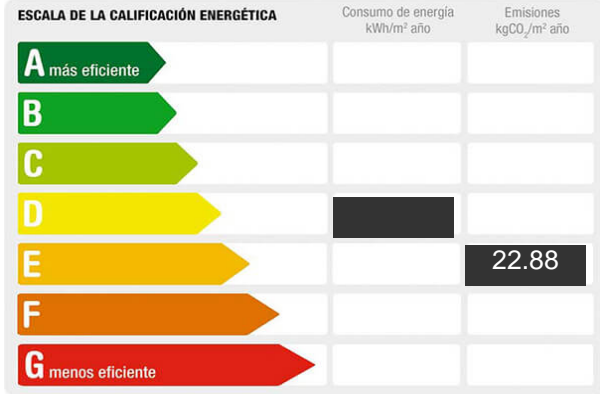 ESCALA DE LA CALIFICACIÓN ENERGÉTICA
Consumo de energía
kWh/m² año
Emisiones
kgCO₂/m² año
A más eficiente
B
C
D
E
22.88
F
G menos eficiente